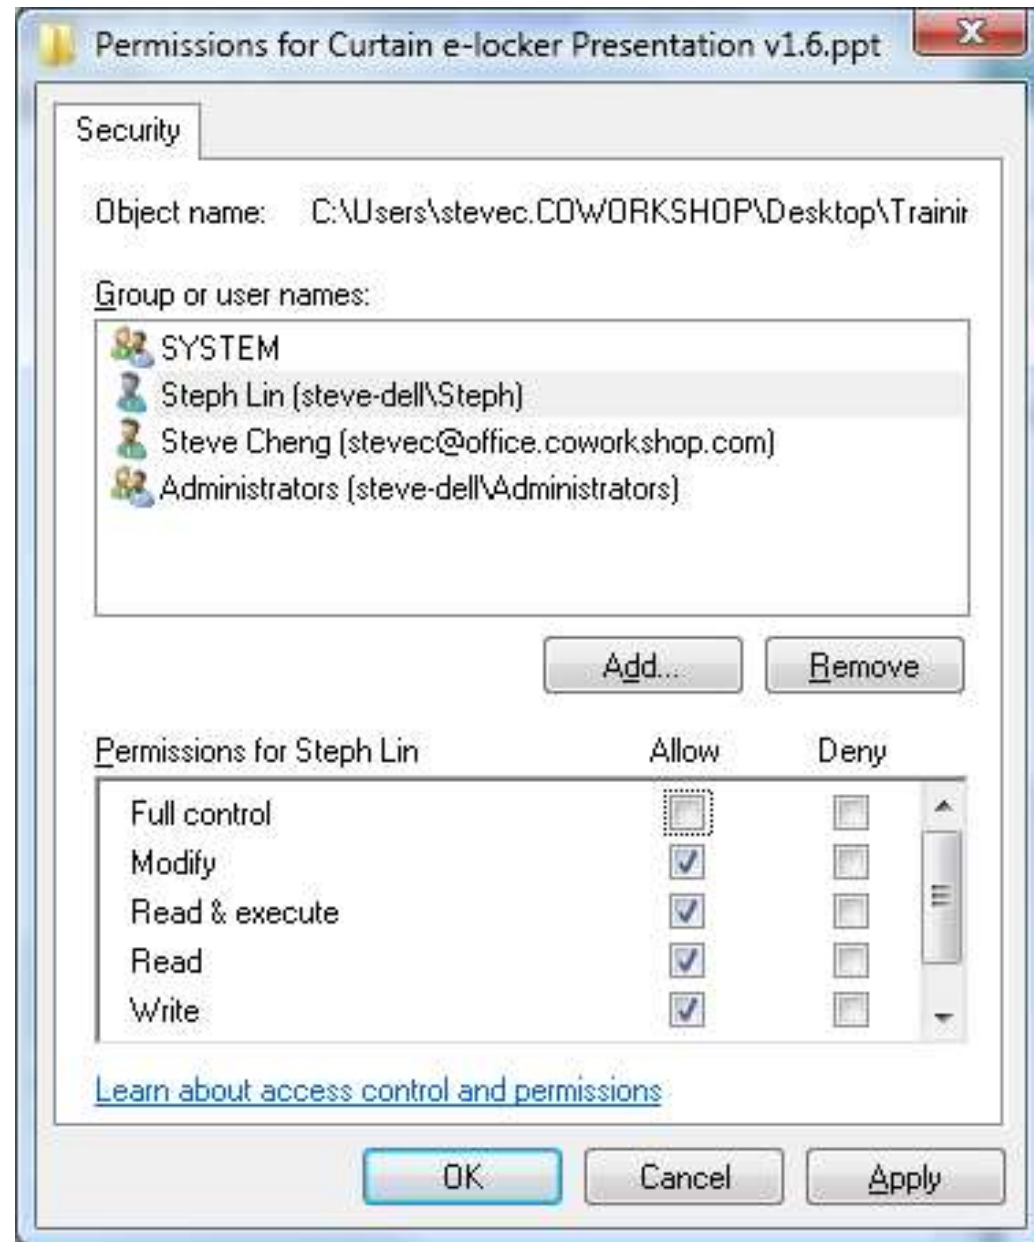 Permissions for Curtain e-locker Presentation v1.6.ppt
Security
Object name: C:\Users\stevec.COWORKSHOP\Desktop\Trainir
Group or user names:
SYSTEM
Steph Lin (steve-dell\Steph)
Steve Cheng (stevec@office.coworkshop.com)
Administrators (steve-dell\Administrators)
Add... Remove
Permissions for Steph Lin Allow Deny
Full control
Modify
Read & execute
Read
Write
Learn about access control and permissions
OK Cancel Apply